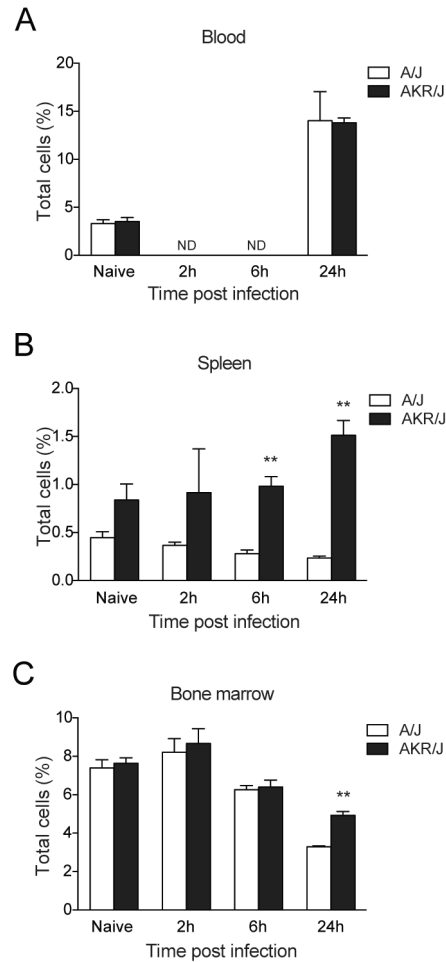 A
Blood
Total cells (%)
20
15
10
5
0
ND
ND
Naive 2h 6h 24h
Time post infection
A/J
AKR/J
B
Spleen
Total cells (%)
2.0
1.5
1.0
0.5
0.0
**
**
Naive 2h 6h 24h
Time post infection
A/J
AKR/J
C
Bone marrow
Total cells (%)
10
8
6
4
2
0
**
Naive 2h 6h 24h
Time post infection
A/J
AKR/J